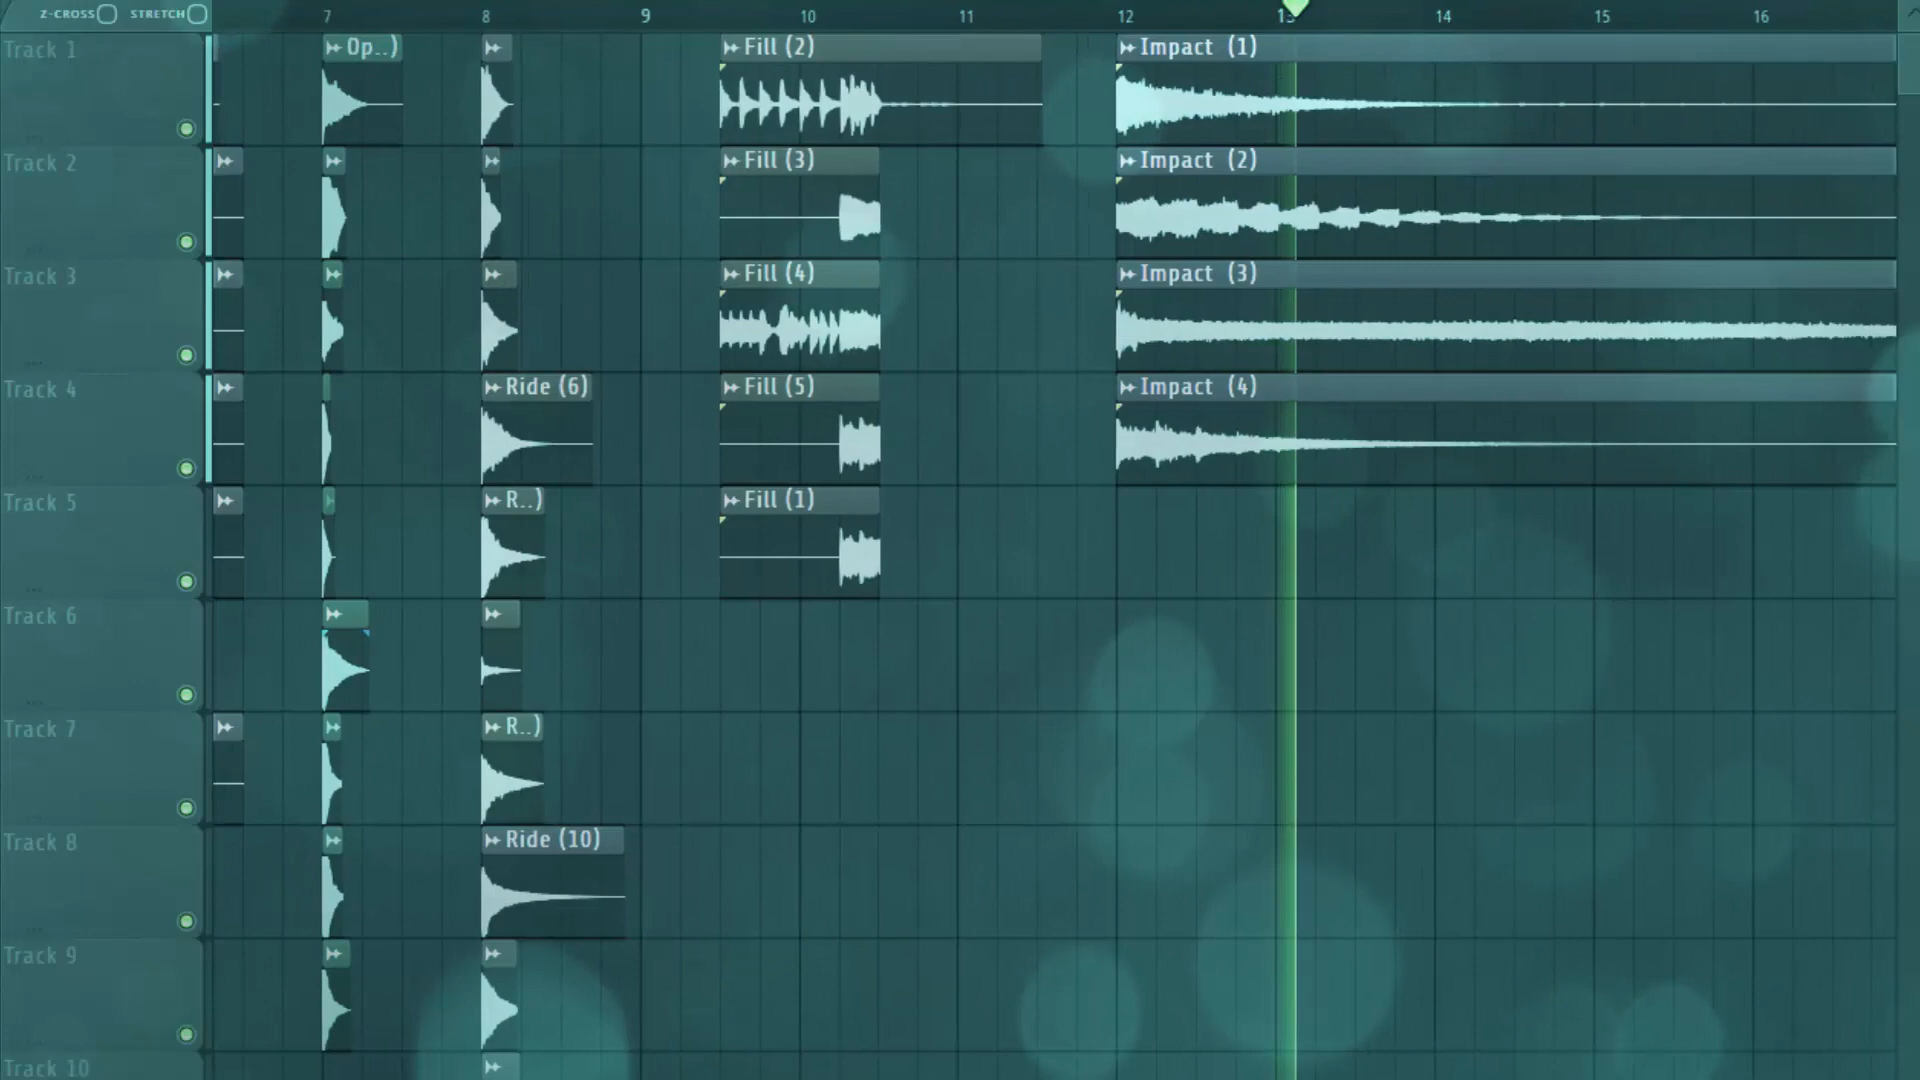 Z-CROSS STRETCH
7 8 9 10 11 12 13 14 15 16
Track 1 Op..) Fill (2) Impact (1)
Track 2 Fill (3) Impact (2)
Track 3 Fill (4) Impact (3)
Track 4 Ride (6) Fill (5) Impact (4)
Track 5 R..) Fill (1)
Track 6
Track 7 R..)
Track 8 Ride (10)
Track 9
Track 10